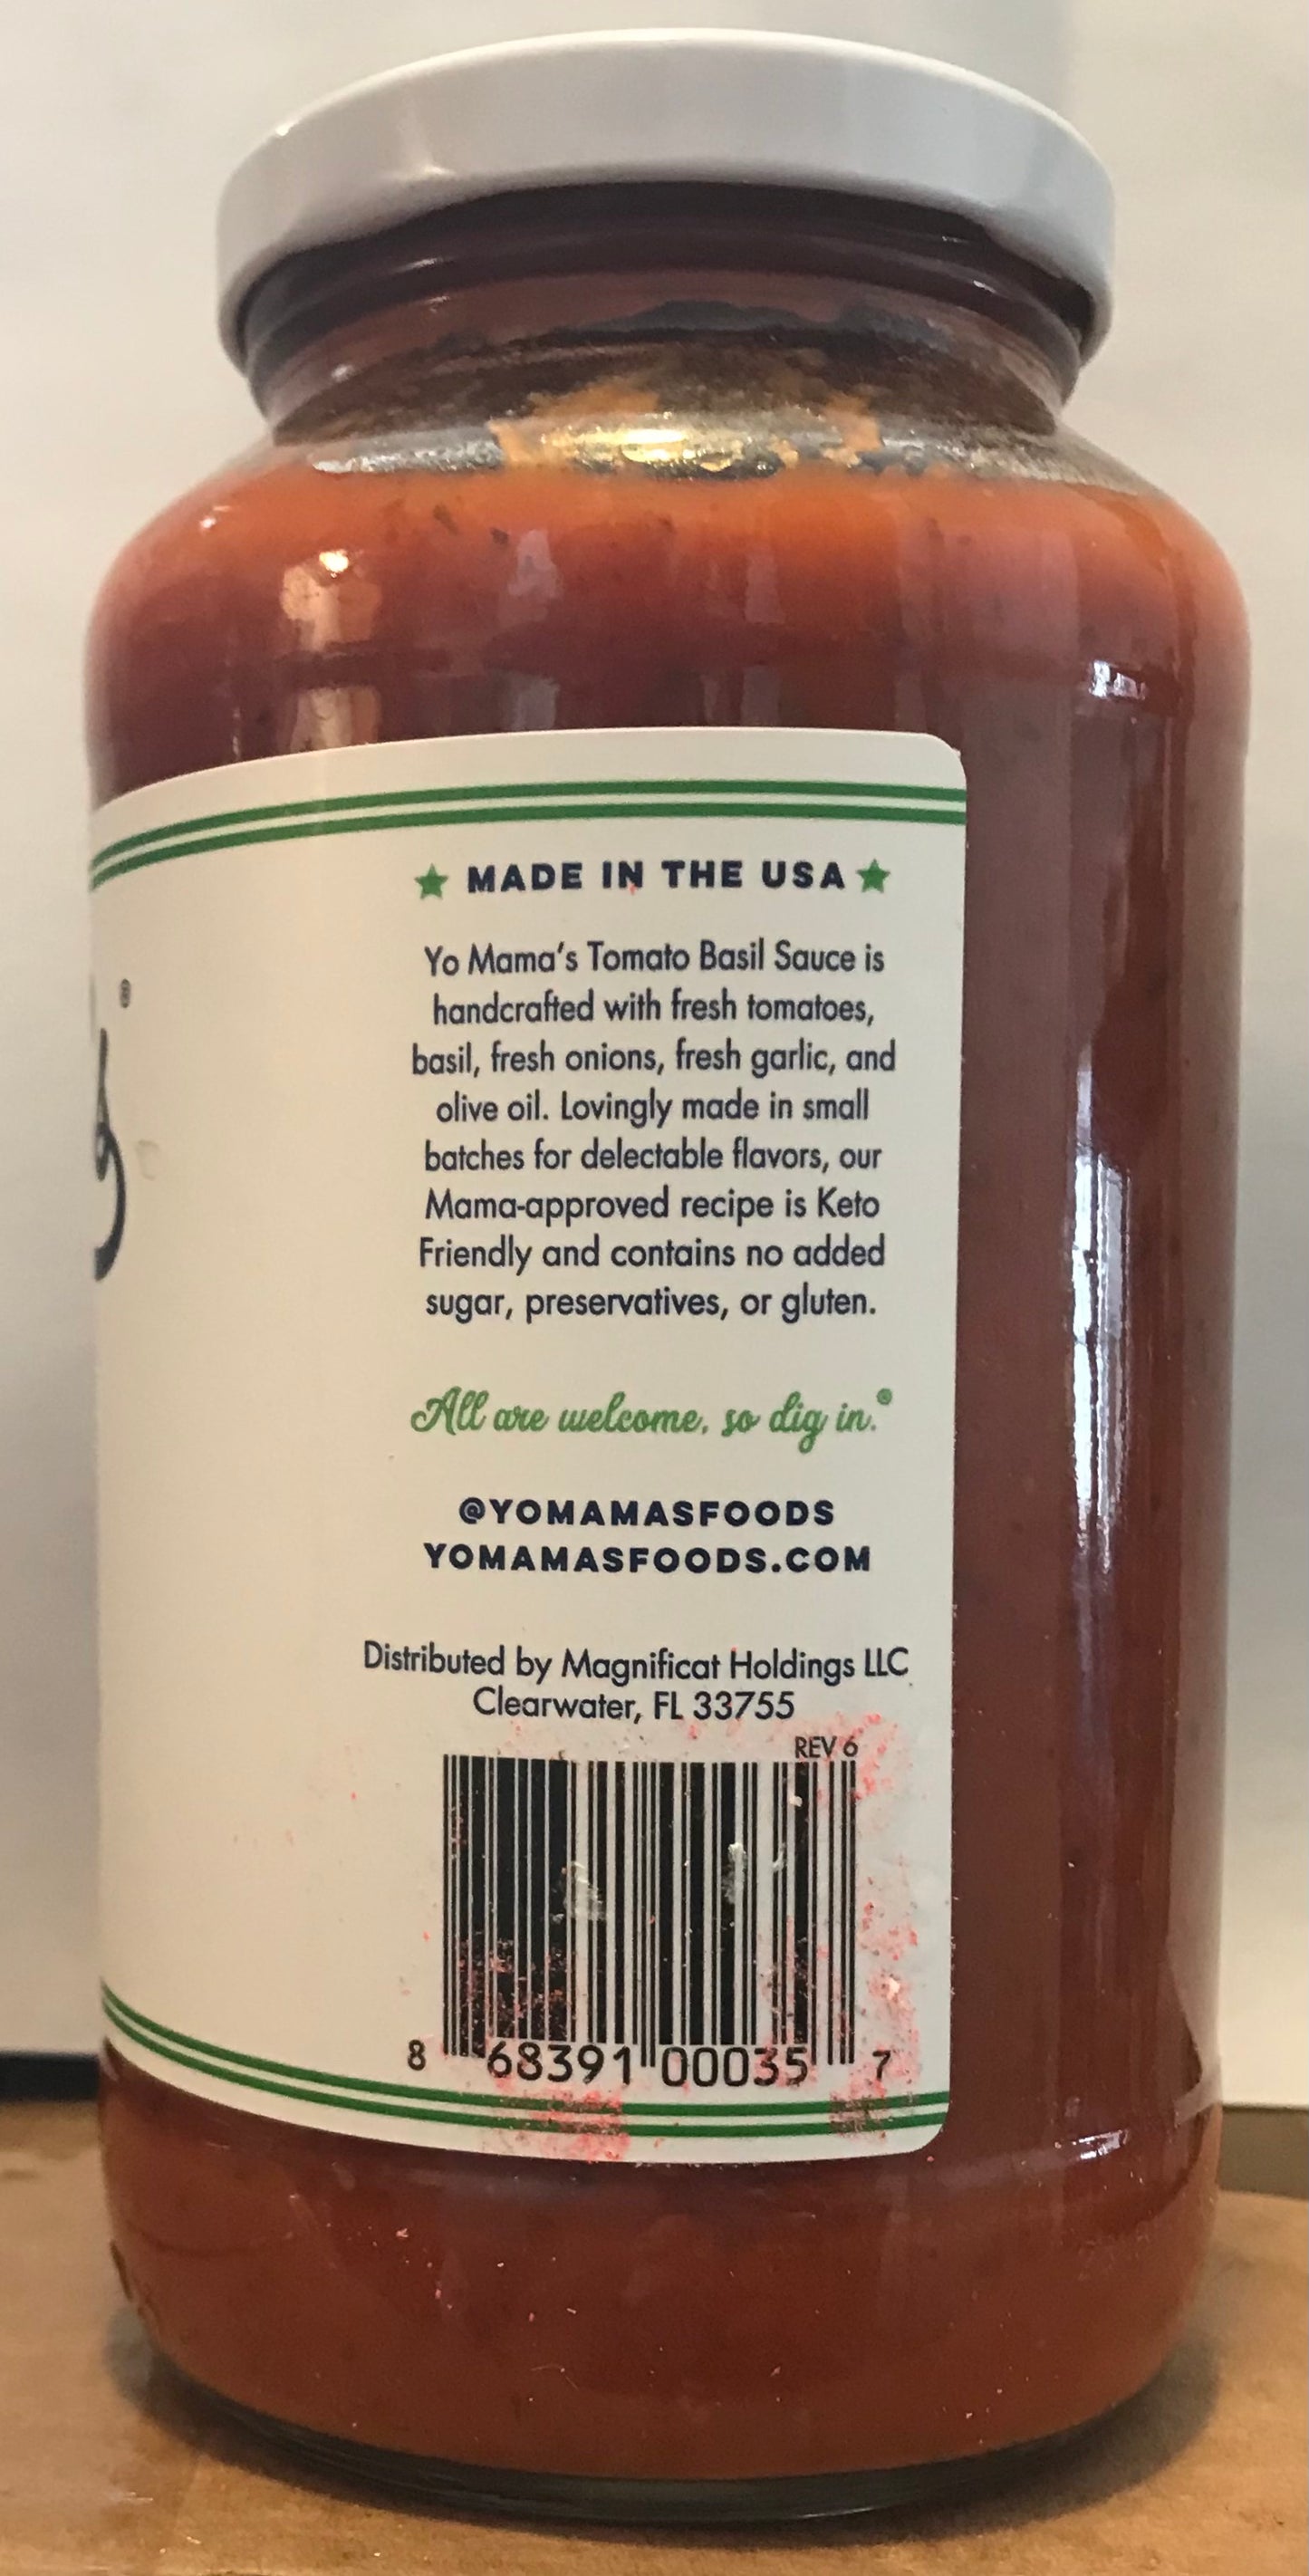 ®
MADE IN THE USA
Yo Mama's Tomato Basil Sauce is
handcrafted with fresh tomatoes,
basil, fresh onions, fresh garlic, and
olive oil. Lovingly made in small
batches for delectable flavors, our
Mama-approved recipe is Keto
Friendly and contains no added
sugar, preservatives, or gluten.
All are welcome, so dig in.®
@YOMAMASFOODS
YOMAMASFOODS.COM
Distributed by Magnificat Holdings LLC
Clearwater, FL 33755
REV 6
8 68391 00035 7